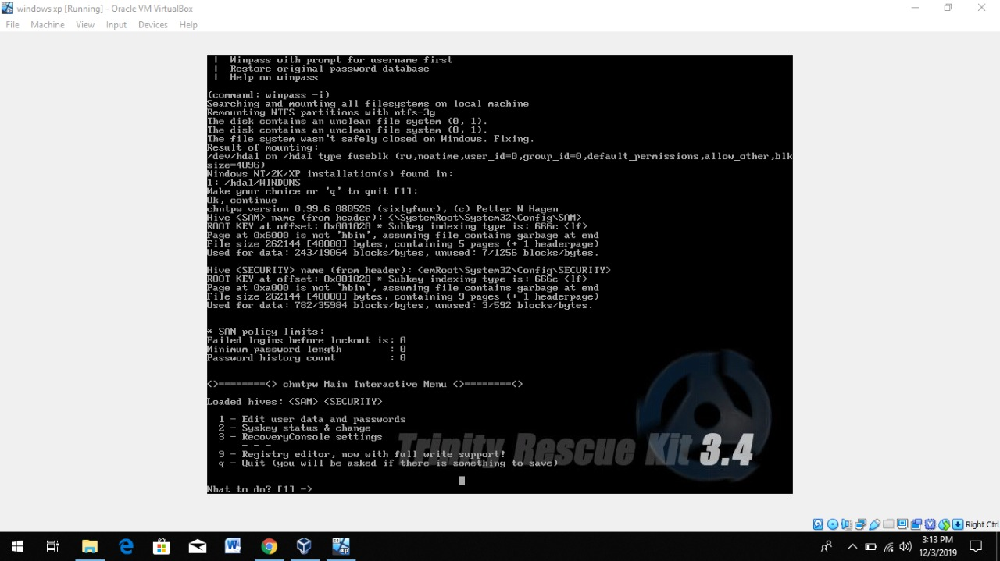 windows xp [Running] - Oracle VM VirtualBox
File Machine View Input Devices Help
| Winpass with prompt for username first
| Restore original password database
| Help on winpass
(command: winpass -i)
Searching and mounting all filesystems on local machine
Remounting NTFS partitions with ntfs-3g
The disk contains an unclean file system (0, 1).
The disk contains an unclean file system (0, 1).
The file system wasn't safely closed on Windows. Fixing.
Result of mounting:
/dev/hda1 on /hda1 type fuseblk (rw,noatime,user_id=0,group_id=0,default_permissions,allow_other,blk
size=4096)
Windows NT/2K/XP installation(s) found in:
1: /hda1/WINDOWS
Make your choice or 'q' to quit [1]:
Ok, continue
chntpw version 0.99.6 080526 (sixtyfour), (c) Petter N Hagen
Hive <SAM> name (from header): <\SystemRoot\System32\Config\SAM>
ROOT KEY at offset: 0x001020 * Subkey indexing type is: 666c <lf>
Page at 0x6000 is not 'hbin', assuming file contains garbage at end
File size 262144 [40000] bytes, containing 5 pages (+ 1 headerpage)
Used for data: 243/19064 blocks/bytes, unused: 7/1256 blocks/bytes.
Hive <SECURITY> name (from header): <emRoot\System32\Config\SECURITY>
ROOT KEY at offset: 0x001020 * Subkey indexing type is: 666c <lf>
Page at 0xa000 is not 'hbin', assuming file contains garbage at end
File size 262144 [40000] bytes, containing 9 pages (+ 1 headerpage)
Used for data: 782/35984 blocks/bytes, unused: 3/592 blocks/bytes.
* SAM policy limits:
Failed logins before lockout is: 0
Minimum password length : 0
Password history count : 0
<>========<> chntpw Main Interactive Menu <>========<>
Loaded hives: <SAM> <SECURITY>
1 - Edit user data and passwords
2 - Syskey status & change
3 - RecoveryConsole settings
- - -
9 - Registry editor, now with full write support!
q - Quit (you will be asked if there is something to save)
What to do? [1] ->
Trinity Rescue Kit 3.4
Right Ctrl
3:13 PM
12/3/2019